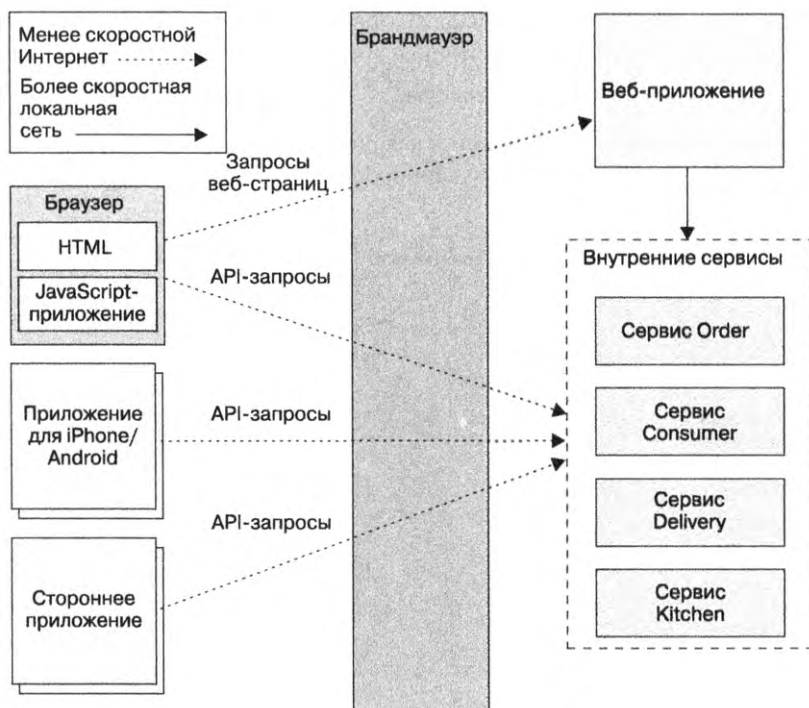 Менее скоростной
Интернет
Более скоростная
локальная
сеть
Брандмауэр
Веб-приложение
Запросы
веб-страниц
Браузер
HTML
JavaScript-
приложение
API-запросы
Внутренние сервисы
Сервис Order
Сервис
Consumer
Сервис
Delivery
Сервис
Kitchen
Приложение
для iPhone/
Android
API-запросы
API-запросы
Стороннее
приложение